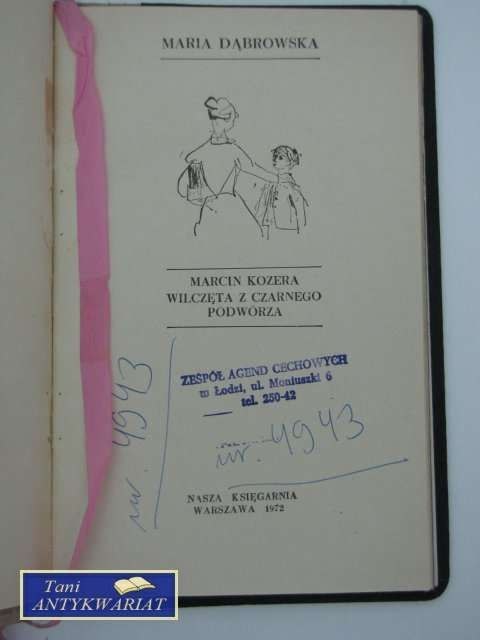 MARIA DĄBROWSKA
MARCIN KOZERA
WILCZĘTA Z CZARNEGO
PODWÓRZA
ZESPÓŁ AGEND CECHOWYCH
w Łodzi, ul. Moniuszki 6
tel. 250-42
nr. 4943
nr. 4943
NASZA KSIĘGARNIA
WARSZAWA 1972
Tani
ANTYKWARIAT